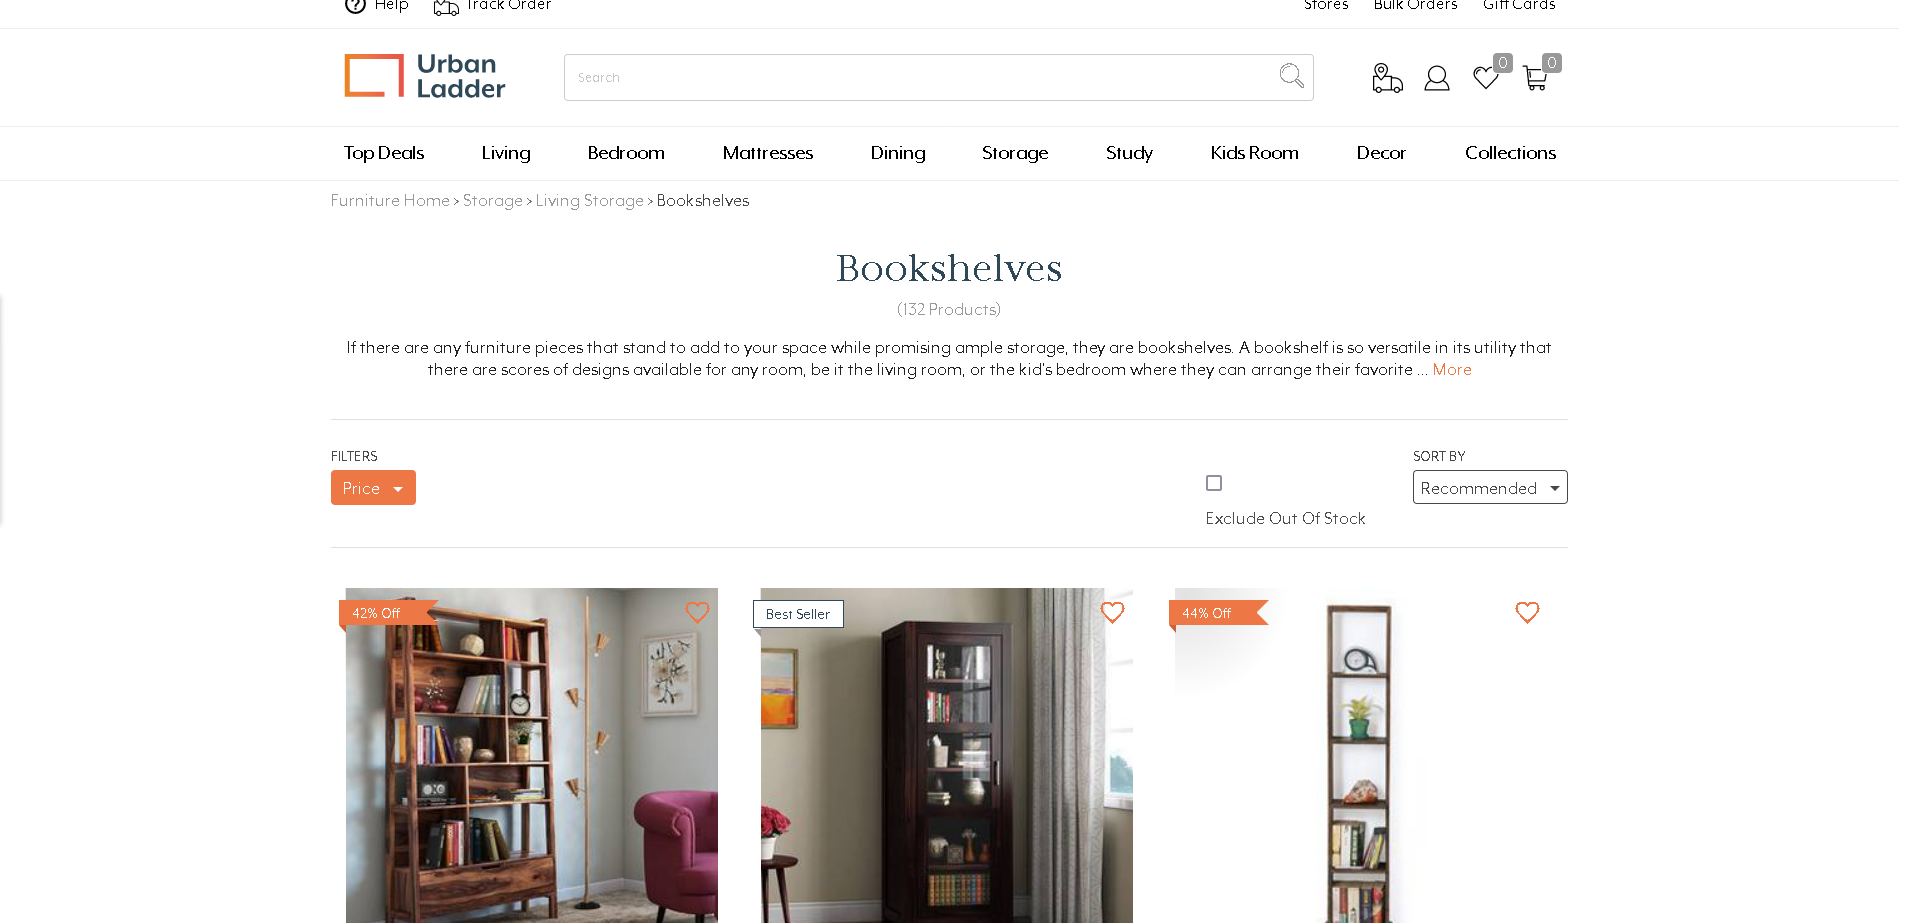 Help
Track Order
Stores
Bulk Orders
Gift Cards
Urban
Ladder
Search
0
0
Top Deals
Living
Bedroom
Mattresses
Dining
Storage
Study
Kids Room
Decor
Collections
Furniture Home > Storage > Living Storage > Bookshelves
Bookshelves
(132 Products)
If there are any furniture pieces that stand to add to your space while promising ample storage, they are bookshelves. A bookshelf is so versatile in its utility that
there are scores of designs available for any room, be it the living room, or the kid's bedroom where they can arrange their favorite ... More
FILTERS
SORT BY
Price
Recommended
Exclude Out Of Stock
42% Off
Best Seller
44% Off